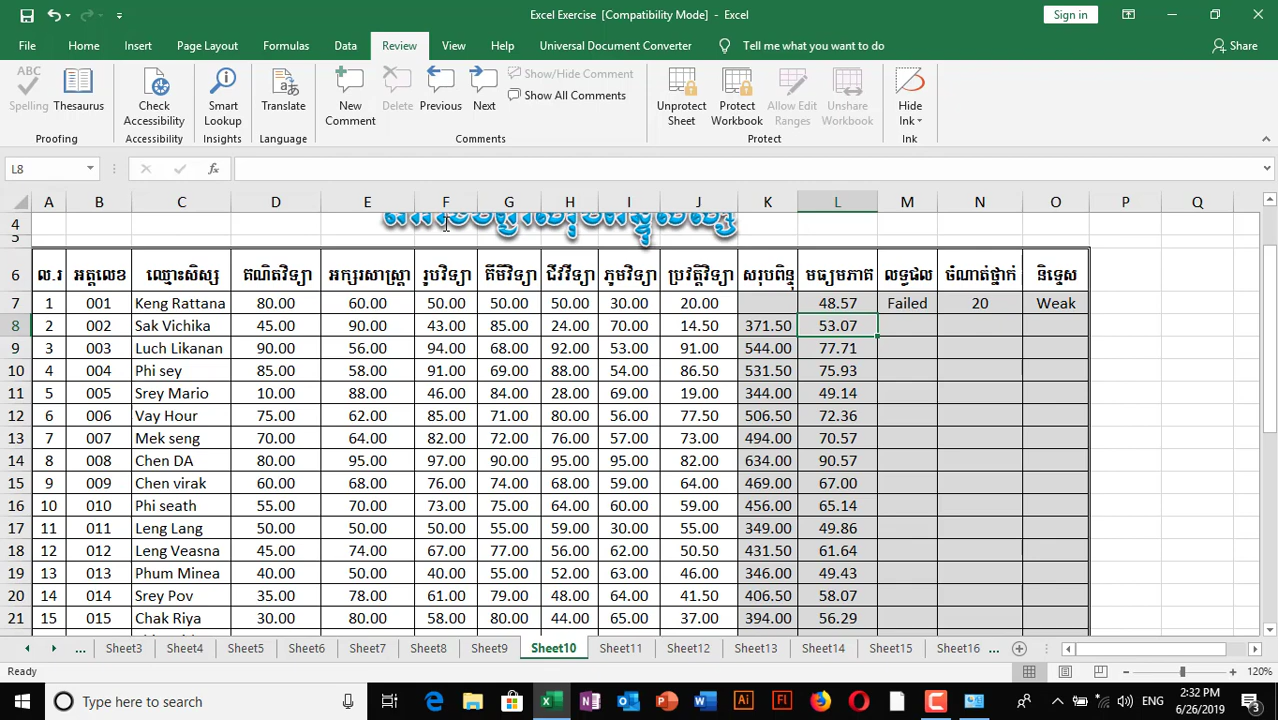 Excel Exercise [Compatibility Mode] - Excel
Sign in
File Home Insert Page Layout Formulas Data Review View Help Universal Document Converter Tell me what you want to do Share
ABC
Spelling Thesaurus
Proofing
Check Accessibility
Accessibility
Smart Lookup
Insights
Translate
Language
New Comment Delete Previous Next
Show/Hide Comment
Show All Comments
Comments
Unprotect Sheet Protect Workbook Allow Edit Ranges Unshare Workbook
Protect
Hide Ink
Ink
L8 fx
A B C D E F G H I J K L M N O P Q
4
5
6 ល.រ អត្តលេខ ឈ្មោះសិស្ស គណិតវិទ្យា អក្សរសាស្ត្រា រូបវិទ្យា គីមីវិទ្យា ជីវវិទ្យា ភូមវិទ្យា ប្រវត្តិវិទ្យា សរុបពិន្ទុ មធ្យមភាគ លទ្ធផល ចំណាត់ថ្នាក់ និទ្ទេស
7 1 001 Keng Rattana 80.00 60.00 50.00 50.00 50.00 30.00 20.00 48.57 Failed 20 Weak
8 2 002 Sak Vichika 45.00 90.00 43.00 85.00 24.00 70.00 14.50 371.50 53.07
9 3 003 Luch Likanan 90.00 56.00 94.00 68.00 92.00 53.00 91.00 544.00 77.71
10 4 004 Phi sey 85.00 58.00 91.00 69.00 88.00 54.00 86.50 531.50 75.93
11 5 005 Srey Mario 10.00 88.00 46.00 84.00 28.00 69.00 19.00 344.00 49.14
12 6 006 Vay Hour 75.00 62.00 85.00 71.00 80.00 56.00 77.50 506.50 72.36
13 7 007 Mek seng 70.00 64.00 82.00 72.00 76.00 57.00 73.00 494.00 70.57
14 8 008 Chen DA 80.00 95.00 97.00 90.00 95.00 95.00 82.00 634.00 90.57
15 9 009 Chen virak 60.00 68.00 76.00 74.00 68.00 59.00 64.00 469.00 67.00
16 10 010 Phi seath 55.00 70.00 73.00 75.00 64.00 60.00 59.00 456.00 65.14
17 11 011 Leng Lang 50.00 50.00 50.00 55.00 59.00 30.00 55.00 349.00 49.86
18 12 012 Leng Veasna 45.00 74.00 67.00 77.00 56.00 62.00 50.50 431.50 61.64
19 13 013 Phum Minea 40.00 50.00 40.00 55.00 52.00 63.00 46.00 346.00 49.43
20 14 014 Srey Pov 35.00 78.00 61.00 79.00 48.00 64.00 41.50 406.50 58.07
21 15 015 Chak Riya 30.00 80.00 58.00 80.00 44.00 65.00 37.00 394.00 56.29
... Sheet3 Sheet4 Sheet5 Sheet6 Sheet7 Sheet8 Sheet9 Sheet10 Sheet11 Sheet12 Sheet13 Sheet14 Sheet15 Sheet16 ...
Ready 120%
Type here to search
ENG
2:32 PM
6/26/2019
3